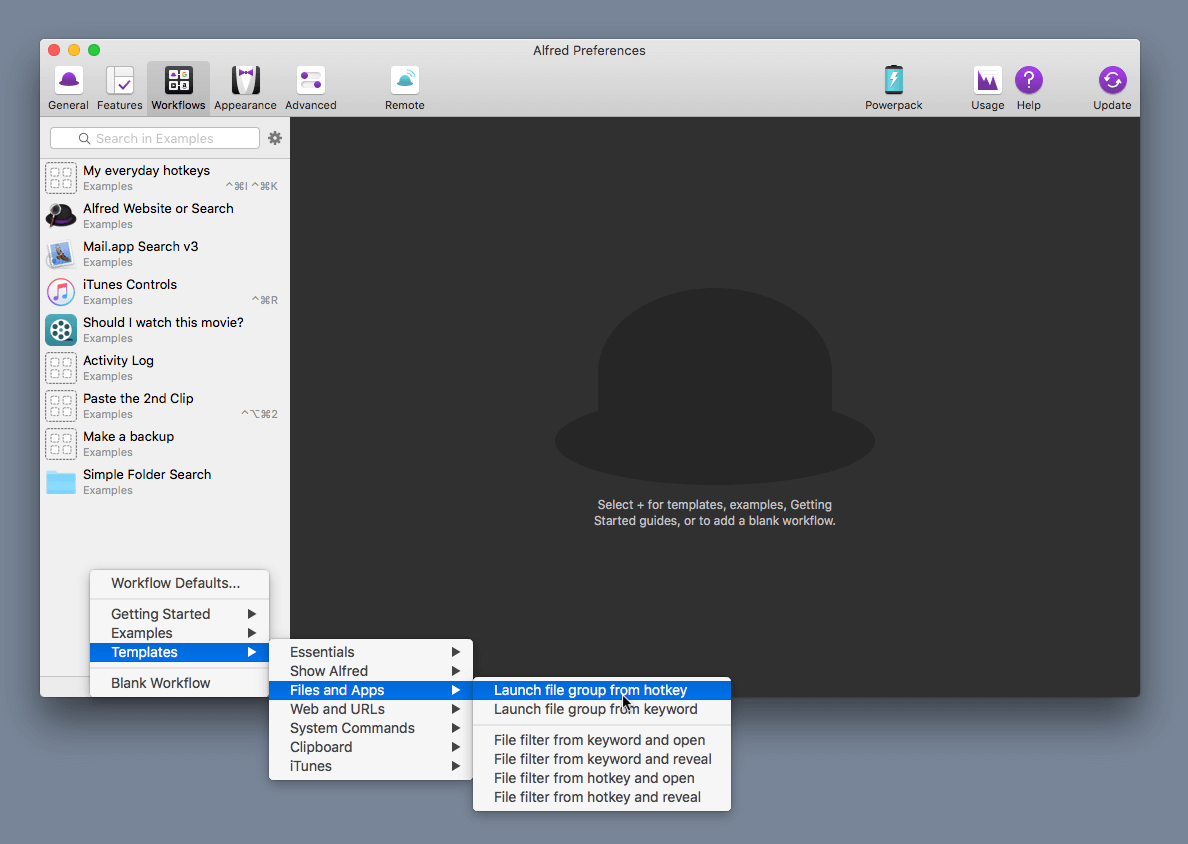 Alfred Preferences
General
Features
Workflows
Appearance
Advanced
Remote
Powerpack
Usage
Help
Update
Search in Examples
My everyday hotkeys
Examples
^⌘I ^⌘K
Alfred Website or Search
Examples
Mail.app Search v3
Examples
iTunes Controls
Examples
^⌘R
Should I watch this movie?
Examples
Activity Log
Examples
Paste the 2nd Clip
Examples
^⌥⌘2
Make a backup
Examples
Simple Folder Search
Examples
Select + for templates, examples, Getting
Started guides, or to add a blank workflow.
Workflow Defaults...
Getting Started
Examples
Templates
Blank Workflow
Essentials
Show Alfred
Files and Apps
Web and URLs
System Commands
Clipboard
iTunes
Launch file group from hotkey
Launch file group from keyword
File filter from keyword and open
File filter from keyword and reveal
File filter from hotkey and open
File filter from hotkey and reveal